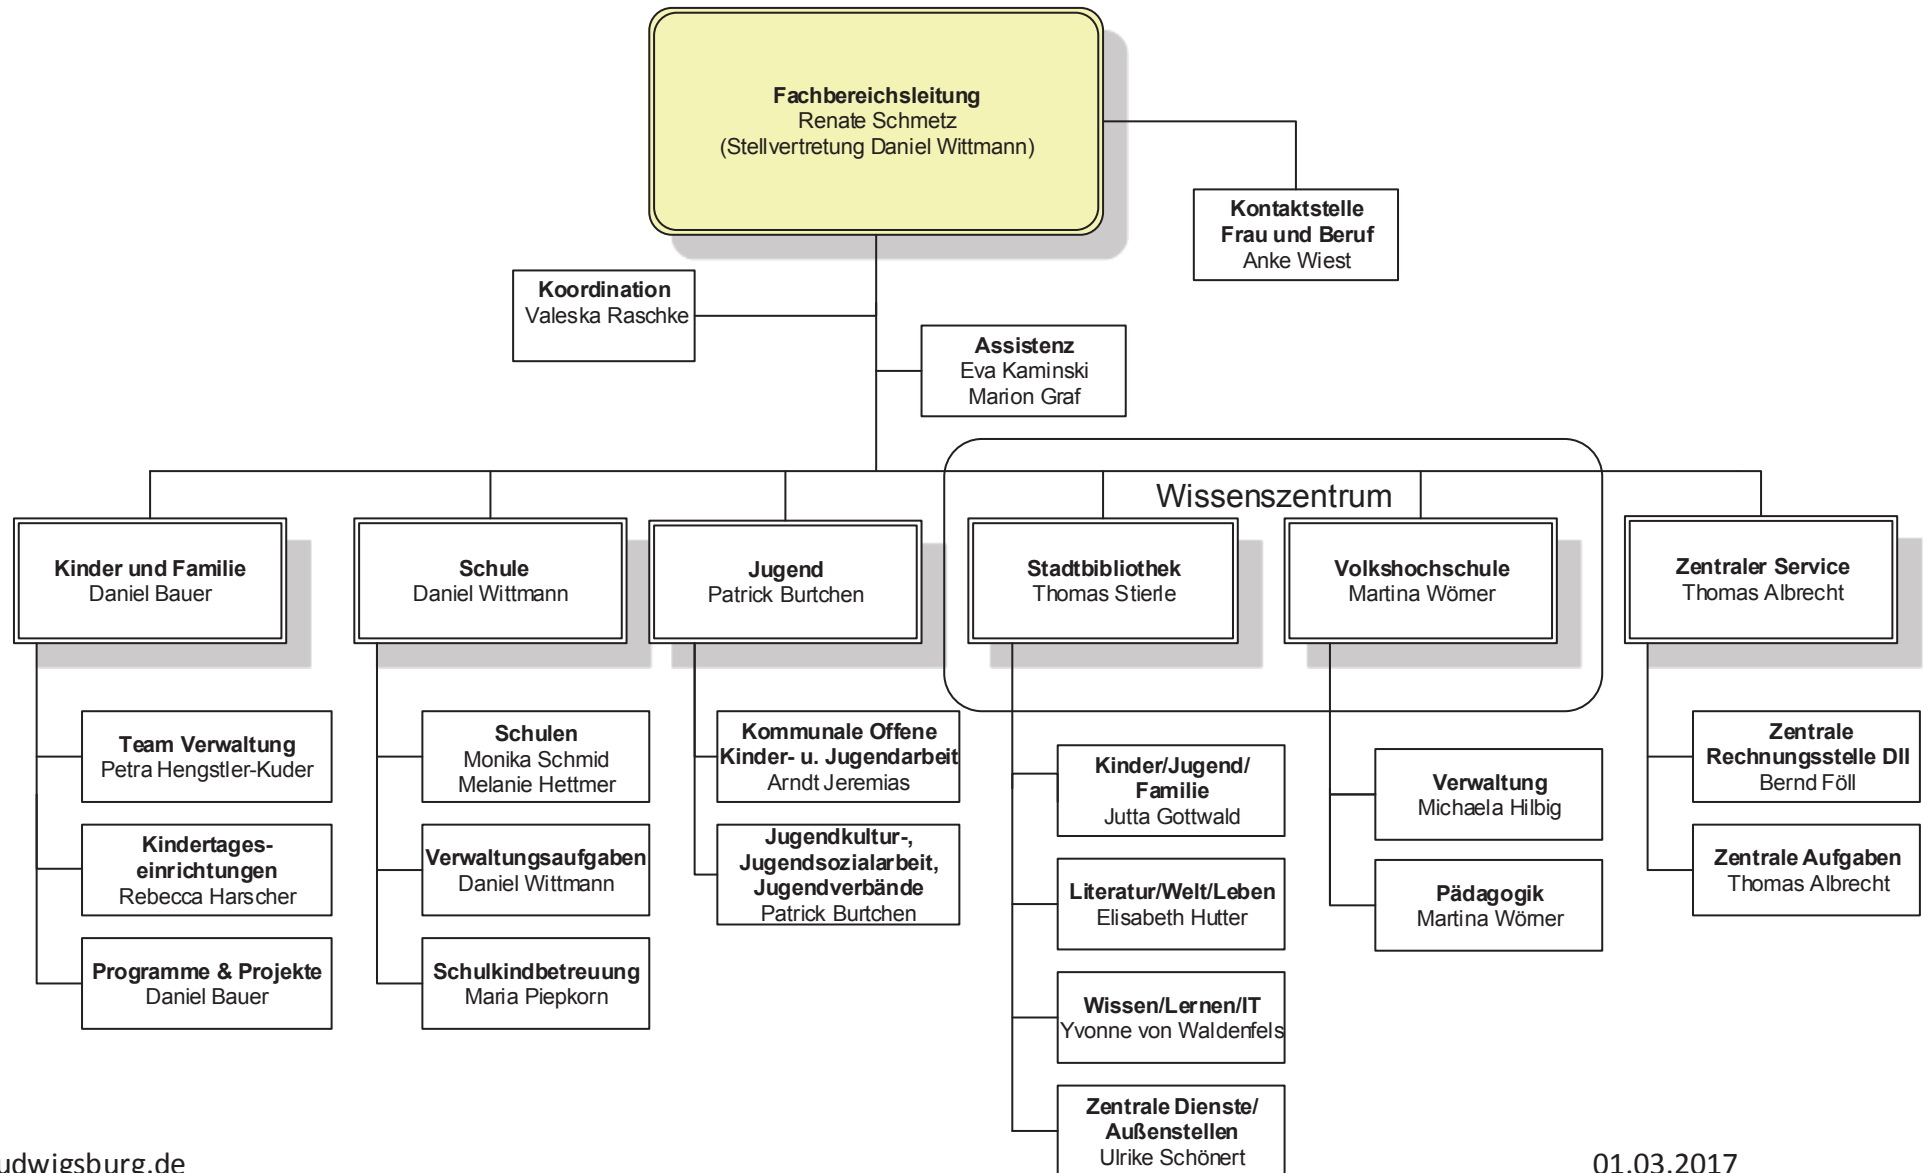 Fachbereichsleitung
Renate Schmetz
(Stellvertretung Daniel Wittmann)
Kontaktstelle
Frau und Beruf
Anke Wiest
Koordination
Valeska Raschke
Assistenz
Eva Kaminski
Marion Graf
Wissenszentrum
Kinder und Familie
Daniel Bauer
Schule
Daniel Wittmann
Jugend
Patrick Burtchen
Stadtbibliothek
Thomas Stierle
Volkshochschule
Martina Wörner
Zentraler Service
Thomas Albrecht
Team Verwaltung
Petra Hengstler-Kuder
Kindertages-
einrichtungen
Rebecca Harscher
Programme & Projekte
Daniel Bauer
Schulen
Monika Schmid
Melanie Hettmer
Verwaltungsaufgaben
Daniel Wittmann
Schulkindbetreuung
Maria Piepkorn
Kommunale Offene
Kinder- u. Jugendarbeit
Arndt Jeremias
Jugendkultur-,
Jugendsozialarbeit,
Jugendverbände
Patrick Burtchen
Kinder/Jugend/
Familie
Jutta Gottwald
Literatur/Welt/Leben
Elisabeth Hutter
Wissen/Lernen/IT
Yvonne von Waldenfels
Zentrale Dienste/
Außenstellen
Ulrike Schönert
Verwaltung
Michaela Hilbig
Pädagogik
Martina Wörner
Zentrale
Rechnungsstelle DII
Bernd Föll
Zentrale Aufgaben
Thomas Albrecht
udwigsburg.de
01.03.2017